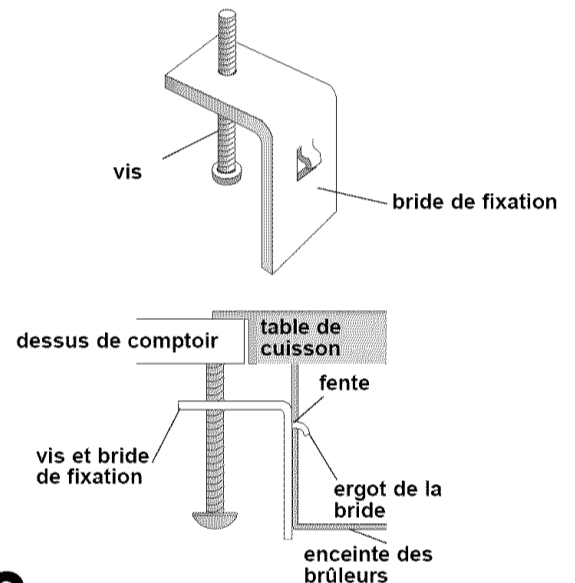 vis
bride de fixation
dessus de comptoir
table de
cuisson
fente
vis et bride
de fixation
ergot de la
bride
enceinte des
brûleurs